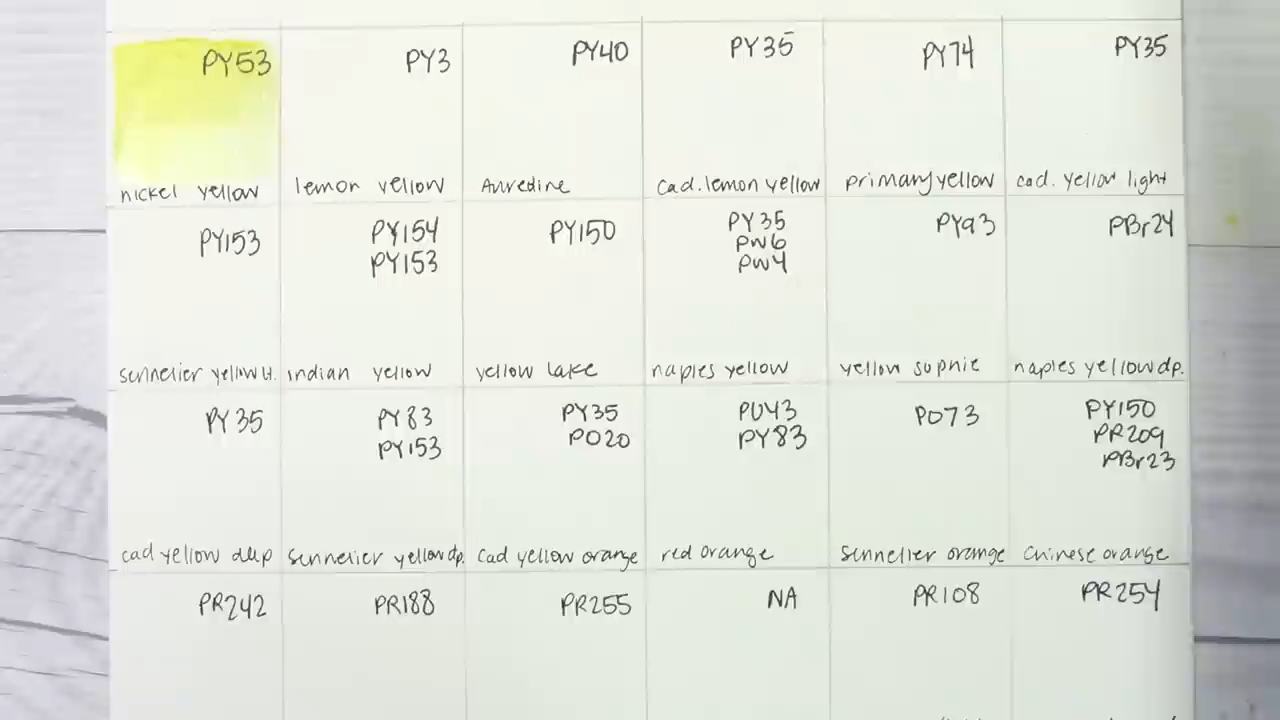 PY53
PY3
PY40
PY35
PY74
PY35
nickel yellow
lemon yellow
Auredine
cad. lemon yellow
primary yellow
cad. yellow light
PY153
PY154
PY153
PY150
PY35
PW6
PW4
PY93
PBr24
sennelier yellow lt.
indian yellow
yellow lake
naples yellow
yellow sophie
naples yellow dp.
PY35
PY83
PY153
PY35
PO20
PO43
PY83
PO73
PY150
PR209
PBr23
cad yellow deep
sennelier yellow dp.
Cad yellow orange
red orange
sennelier orange
Chinese orange
PR242
PR188
PR255
NA
PR108
PR254